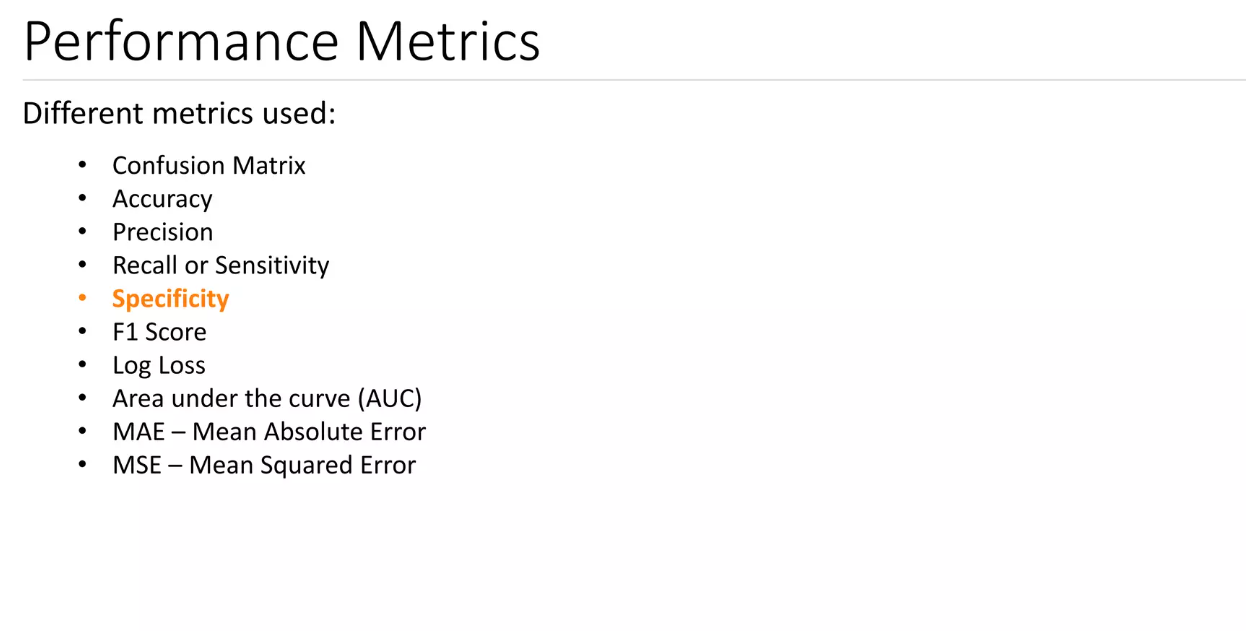 Performance Metrics
Different metrics used:
• Confusion Matrix
• Accuracy
• Precision
• Recall or Sensitivity
• Specificity
• F1 Score
• Log Loss
• Area under the curve (AUC)
• MAE – Mean Absolute Error
• MSE – Mean Squared Error